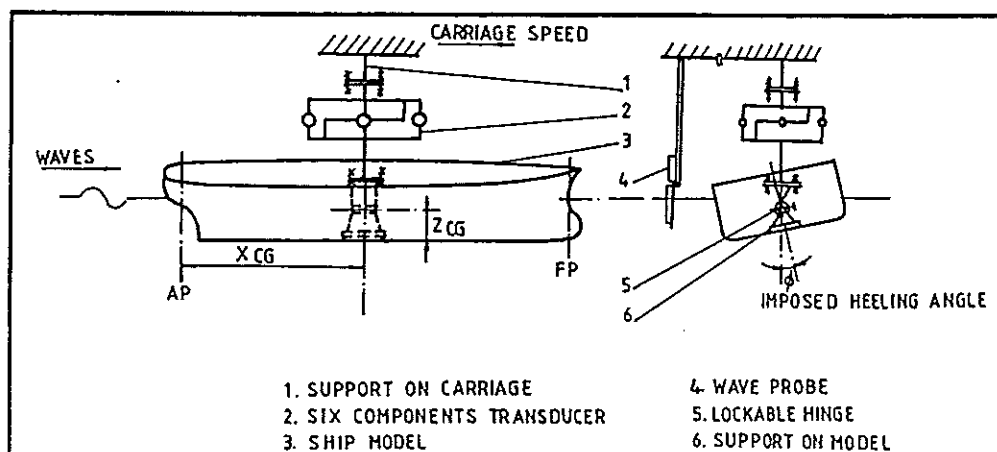 CARRIAGE SPEED
1
2
3
4
WAVES
Z CG
X CG
AP
FP
5
6
ϕ
IMPOSED HEELING ANGLE
1. SUPPORT ON CARRIAGE
2. SIX COMPONENTS TRANSDUCER
3. SHIP MODEL
4. WAVE PROBE
5. LOCKABLE HINGE
6. SUPPORT ON MODEL